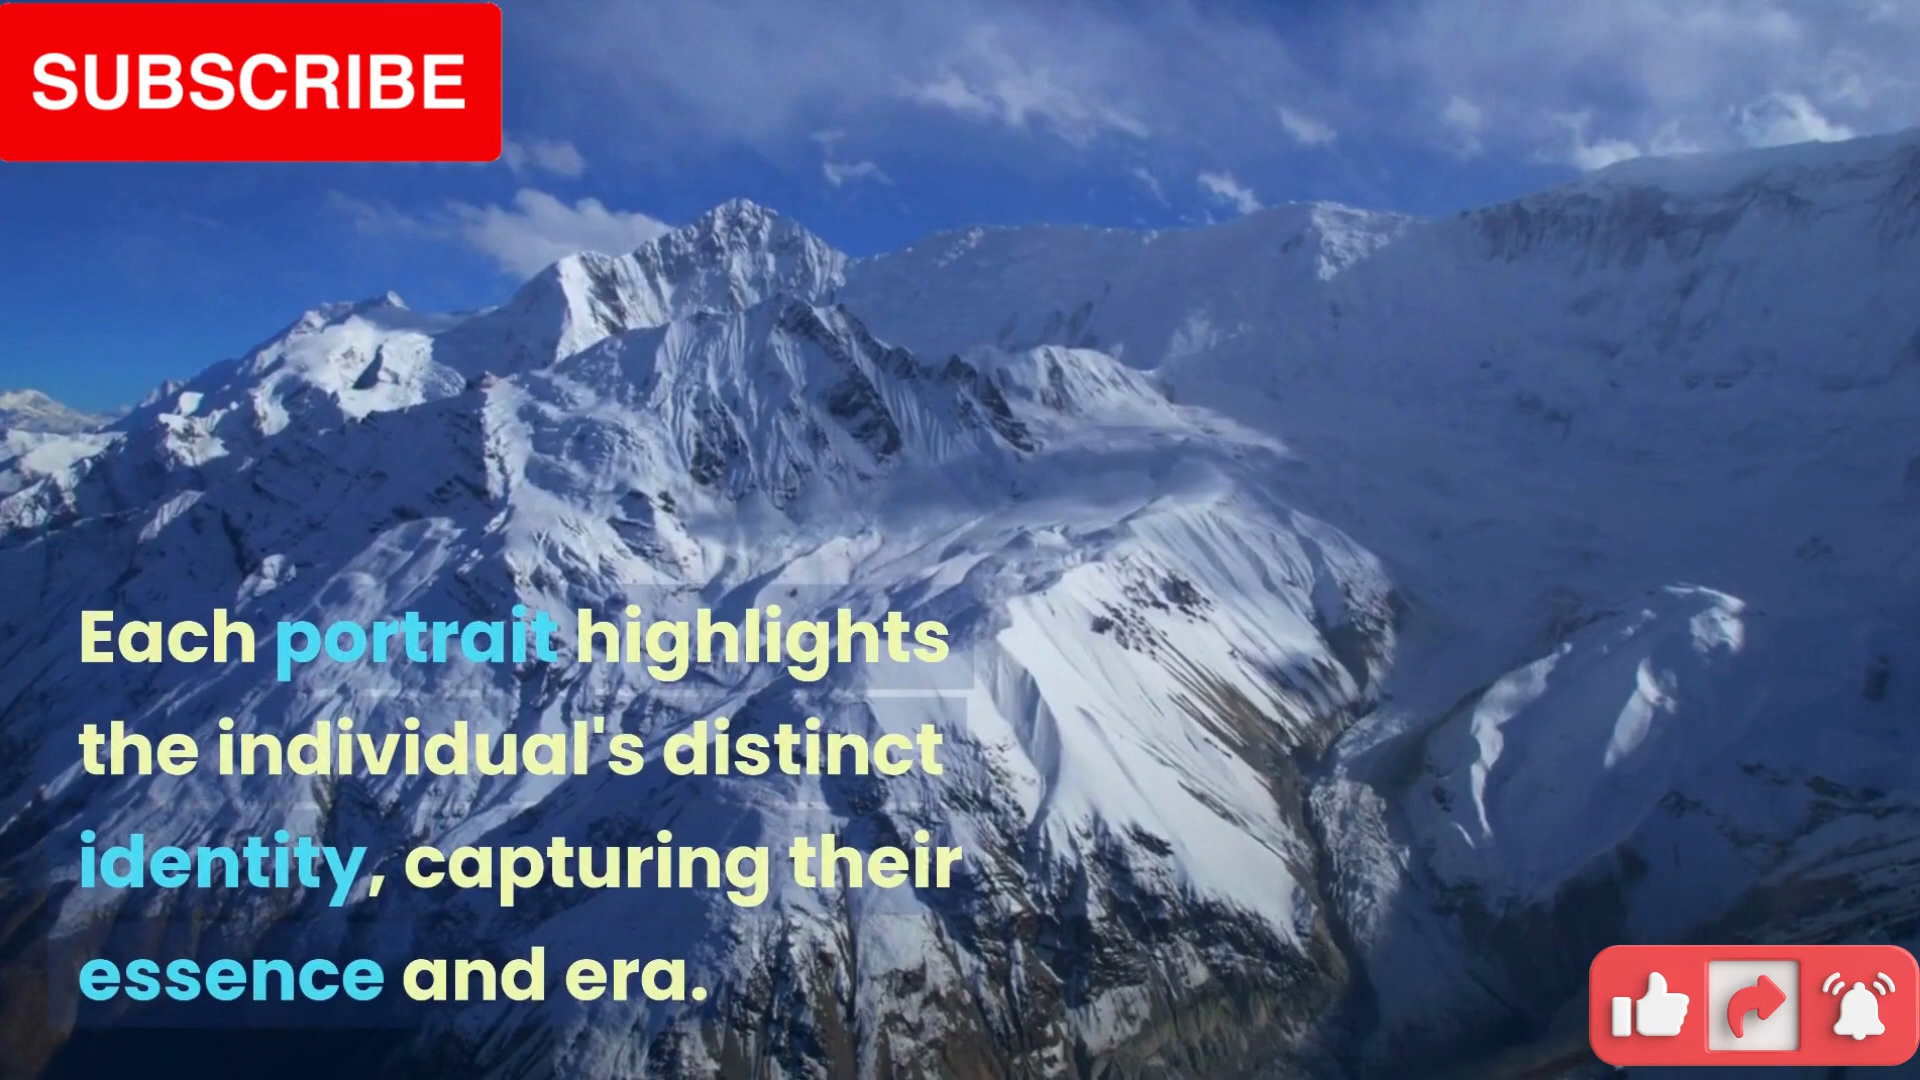 SUBSCRIBE
Each portrait highlights
the individual's distinct
identity, capturing their
essence and era.